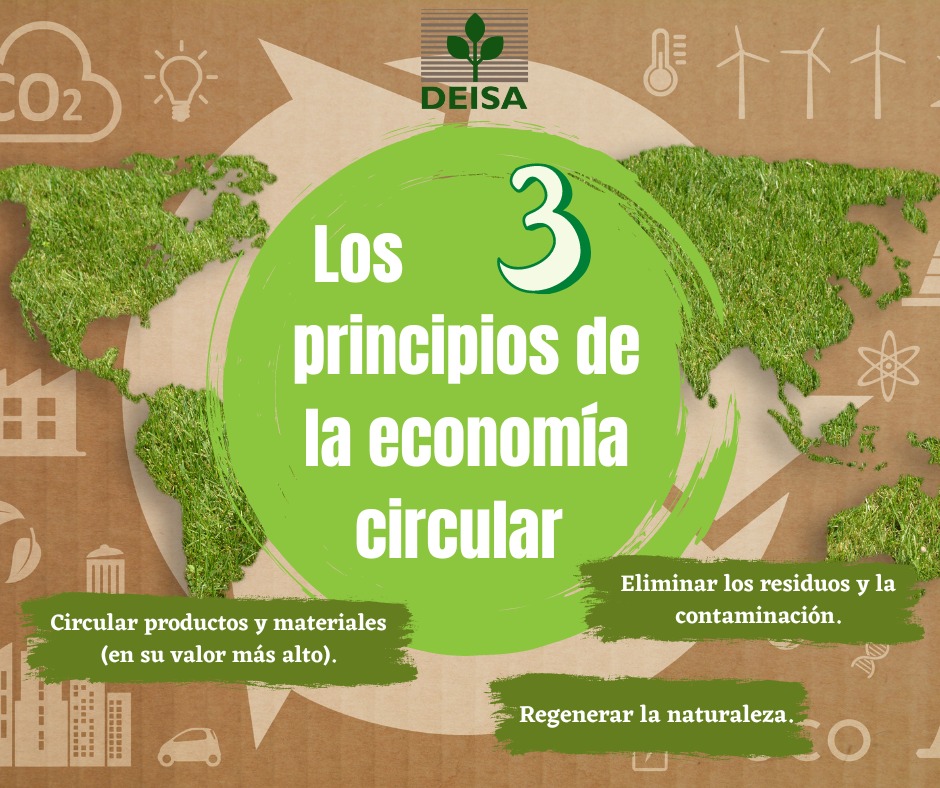 DEISA
CO2
Los 3
principios de
la economía
circular
Eliminar los residuos y la
contaminación.
Circular productos y materiales
(en su valor más alto).
Regenerar la naturaleza.